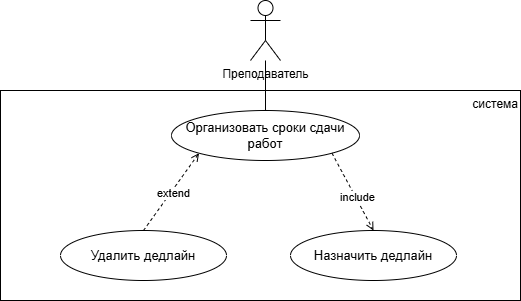 Преподаватель
система
Организовать сроки сдачи
работ
extend
include
Удалить дедлайн
Назначить дедлайн